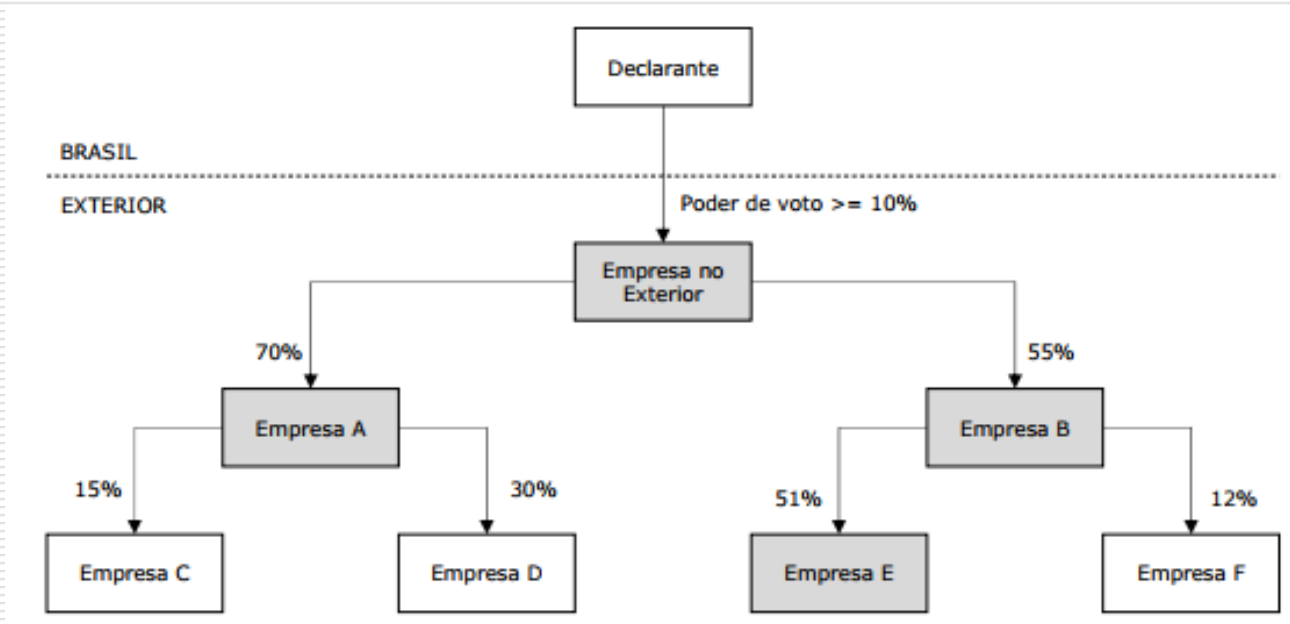 Declarante
BRASIL
EXTERIOR
Poder de voto >= 10%
Empresa no
Exterior
70%
55%
Empresa A
Empresa B
15%
30%
51%
12%
Empresa C
Empresa D
Empresa E
Empresa F